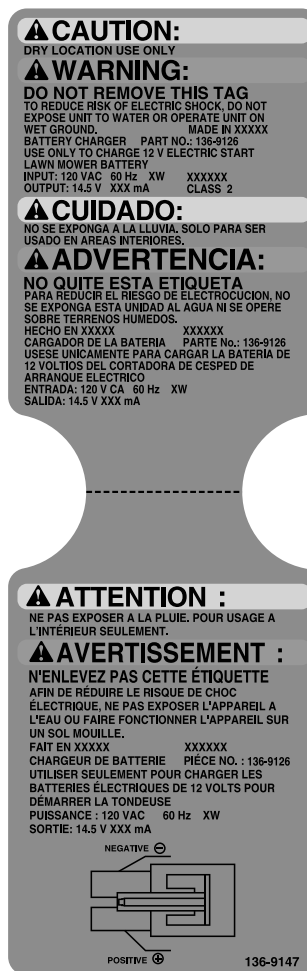 CAUTION:
DRY LOCATION USE ONLY
WARNING:
DO NOT REMOVE THIS TAG
TO REDUCE RISK OF ELECTRIC SHOCK, DO NOT
EXPOSE UNIT TO WATER OR OPERATE UNIT ON
WET GROUND. MADE IN XXXXX
BATTERY CHARGER PART NO.: 136-9126
USE ONLY TO CHARGE 12 V ELECTRIC START
LAWN MOWER BATTERY
INPUT: 120 VAC 60 Hz XW XXXXXX
OUTPUT: 14.5 V XXX mA CLASS 2
CUIDADO:
NO SE EXPONGA A LA LLUVIA. SOLO PARA SER
USADO EN AREAS INTERIORES.
ADVERTENCIA:
NO QUITE ESTA ETIQUETA
PARA REDUCIR EL RIESGO DE ELECTROCUCION, NO
SE EXPONGA ESTA UNIDAD AL AGUA NI SE OPERE
SOBRE TERRENOS HUMEDOS.
HECHO EN XXXXX XXXXXX
CARGADOR DE LA BATERIA PARTE No.: 136-9126
USESE UNICAMENTE PARA CARGAR LA BATERIA DE
12 VOLTIOS DEL CORTADORA DE CESPED DE
ARRANQUE ELECTRICO
ENTRADA: 120 V CA 60 Hz XW
SALIDA: 14.5 V XXX mA
ATTENTION :
NE PAS EXPOSER A LA PLUIE. POUR USAGE A
L'INTÉRIEUR SEULEMENT.
AVERTISSEMENT :
N'ENLEVEZ PAS CETTE ÉTIQUETTE
AFIN DE RÉDUIRE LE RISQUE DE CHOC
ÉLECTRIQUE, NE PAS EXPOSER L'APPAREIL A
L'EAU OU FAIRE FONCTIONNER L'APPAREIL SUR
UN SOL MOUILLE.
FAIT EN XXXXX XXXXXX
CHARGEUR DE BATTERIE PIÉCE NO. : 136-9126
UTILISER SEULEMENT POUR CHARGER LES
BATTERIES ÉLECTRIQUES DE 12 VOLTS POUR
DÉMARRER LA TONDEUSE
PUISSANCE : 120 VAC 60 Hz XW
SORTIE: 14.5 V XXX mA
NEGATIVE ⊖
POSITIVE ⊕
136-9147